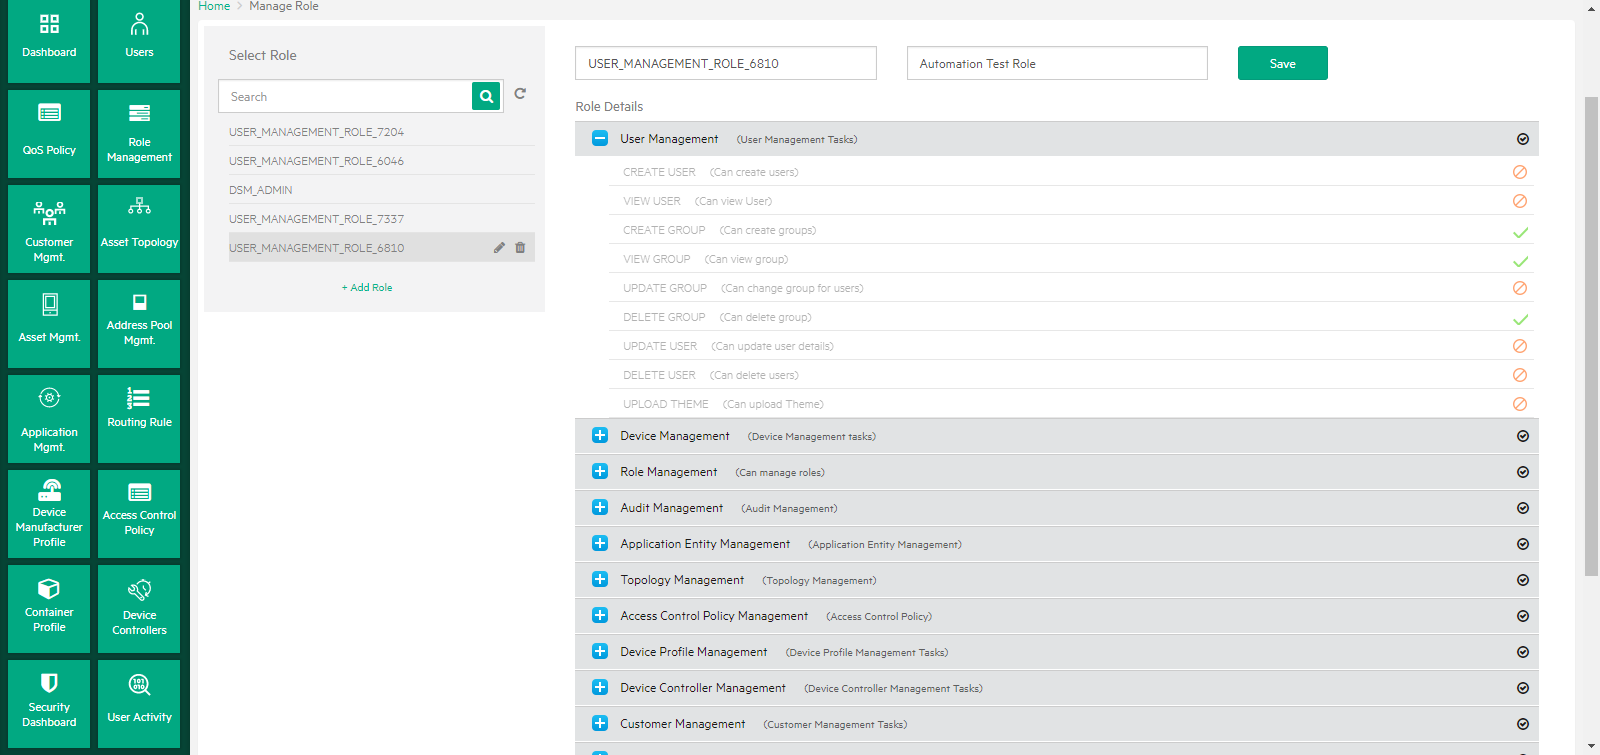 Home > Manage Role
Dashboard
Users
QoS Policy
Role
Management
Customer
Mgmt.
Asset Topology
Asset Mgmt.
Address Pool
Mgmt.
Application
Mgmt.
Routing Rule
Device
Manufacturer
Profile
Access Control
Policy
Container
Profile
Device
Controllers
Security
Dashboard
User Activity
Select Role
Search
USER_MANAGEMENT_ROLE_7204
USER_MANAGEMENT_ROLE_6046
DSM_ADMIN
USER_MANAGEMENT_ROLE_7337
USER_MANAGEMENT_ROLE_6810
+ Add Role
USER_MANAGEMENT_ROLE_6810
Automation Test Role
Save
Role Details
User Management (User Management Tasks)
CREATE USER (Can create users)
VIEW USER (Can view User)
CREATE GROUP (Can create groups)
VIEW GROUP (Can view group)
UPDATE GROUP (Can change group for users)
DELETE GROUP (Can delete group)
UPDATE USER (Can update user details)
DELETE USER (Can delete users)
UPLOAD THEME (Can upload Theme)
Device Management (Device Management tasks)
Role Management (Can manage roles)
Audit Management (Audit Management)
Application Entity Management (Application Entity Management)
Topology Management (Topology Management)
Access Control Policy Management (Access Control Policy)
Device Profile Management (Device Profile Management Tasks)
Device Controller Management (Device Controller Management Tasks)
Customer Management (Customer Management Tasks)